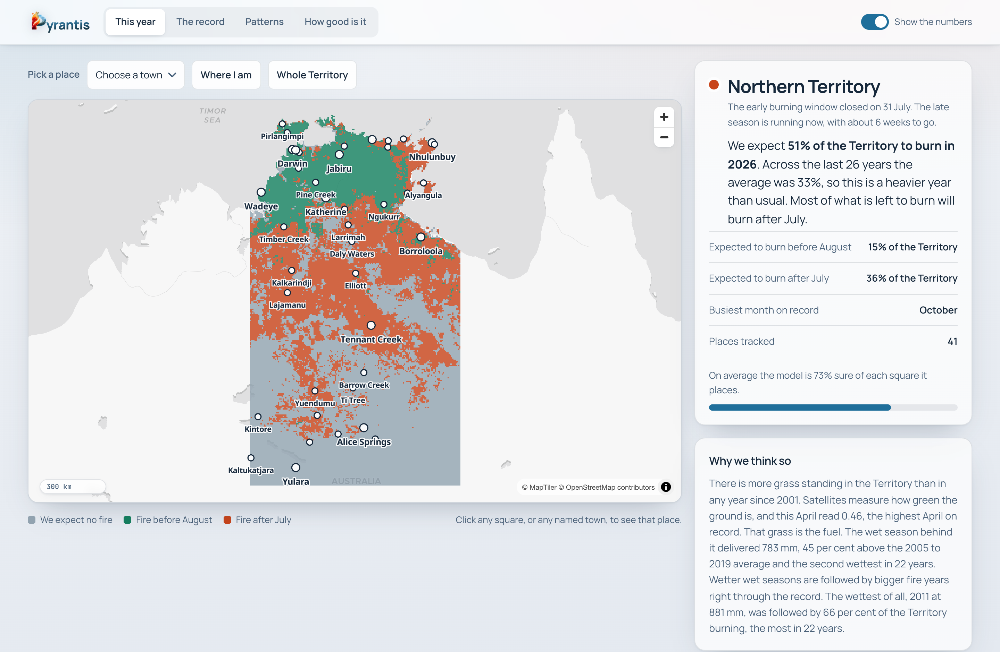 Pyrantis
This year
The record
Patterns
How good is it
Show the numbers
Pick a place
Choose a town
Where I am
Whole Territory
TIMOR
SEA
Pirlangimpi
Darwin
Jabiru
Nhulunbuy
Pine Creek
Alyangula
Wadeye
Katherine
Ngukurr
Timber Creek
Larrimah
Daly Waters
Borroloola
Kalkarindji
Elliott
Lajamanu
Tennant Creek
Barrow Creek
Yuendumu
Ti Tree
Kintore
Alice Springs
Kaltukatjara
Yulara
AUSTRALIA
300 km
© MapTiler © OpenStreetMap contributors
We expect no fire
Fire before August
Fire after July
Click any square, or any named town, to see that place.
Northern Territory
The early burning window closed on 31 July. The late
season is running now, with about 6 weeks to go.
We expect 51% of the Territory to burn in
2026. Across the last 26 years the
average was 33%, so this is a heavier year
than usual. Most of what is left to burn will
burn after July.
Expected to burn before August 15% of the Territory
Expected to burn after July 36% of the Territory
Busiest month on record October
Places tracked 41
On average the model is 73% sure of each square it
places.
Why we think so
There is more grass standing in the Territory than in
any year since 2001. Satellites measure how green the
ground is, and this April read 0.46, the highest April on
record. That grass is the fuel. The wet season behind
it delivered 783 mm, 45 per cent above the 2005 to
2019 average and the second wettest in 22 years.
Wetter wet seasons are followed by bigger fire years
right through the record. The wettest of all, 2011 at
881 mm, was followed by 66 per cent of the Territory
burning, the most in 22 years.